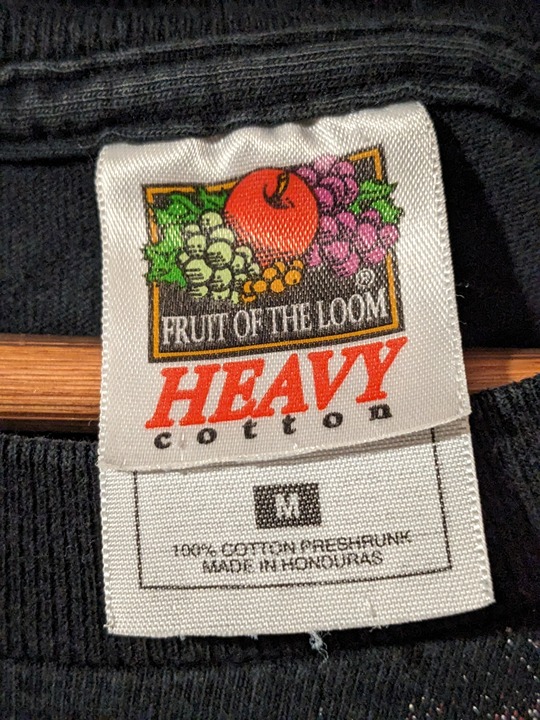 ®
FRUIT OF THE LOOM
HEAVY
cotton
M
100% COTTON PRESHRUNK
MADE IN HONDURAS